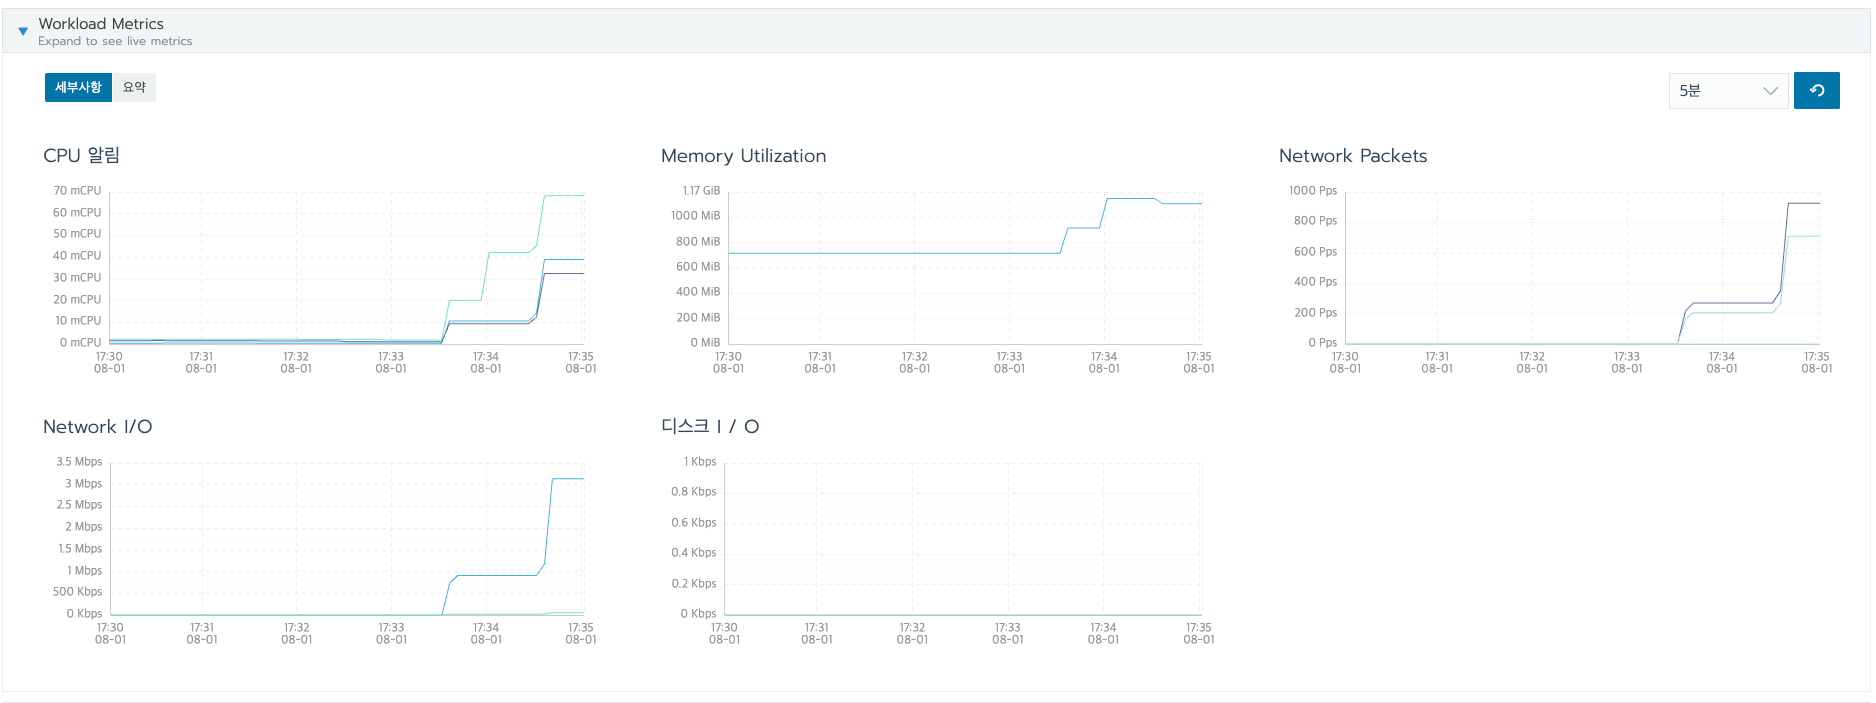 Workload Metrics
Expand to see live metrics
세부사항 요약
5분
CPU 알림
70 mCPU
60 mCPU
50 mCPU
40 mCPU
30 mCPU
20 mCPU
10 mCPU
0 mCPU
17:30 17:31 17:32 17:33 17:34 17:35
08-01 08-01 08-01 08-01 08-01 08-01
Memory Utilization
1.17 GiB
1000 MiB
800 MiB
600 MiB
400 MiB
200 MiB
0 MiB
17:30 17:31 17:32 17:33 17:34 17:35
08-01 08-01 08-01 08-01 08-01 08-01
Network Packets
1000 Pps
800 Pps
600 Pps
400 Pps
200 Pps
0 Pps
17:30 17:31 17:32 17:33 17:34 17:35
08-01 08-01 08-01 08-01 08-01 08-01
Network I/O
3.5 Mbps
3 Mbps
2.5 Mbps
2 Mbps
1.5 Mbps
1 Mbps
500 Kbps
0 Kbps
17:30 17:31 17:32 17:33 17:34 17:35
08-01 08-01 08-01 08-01 08-01 08-01
디스크 I / O
1 Kbps
0.8 Kbps
0.6 Kbps
0.4 Kbps
0.2 Kbps
0 Kbps
17:30 17:31 17:32 17:33 17:34 17:35
08-01 08-01 08-01 08-01 08-01 08-01